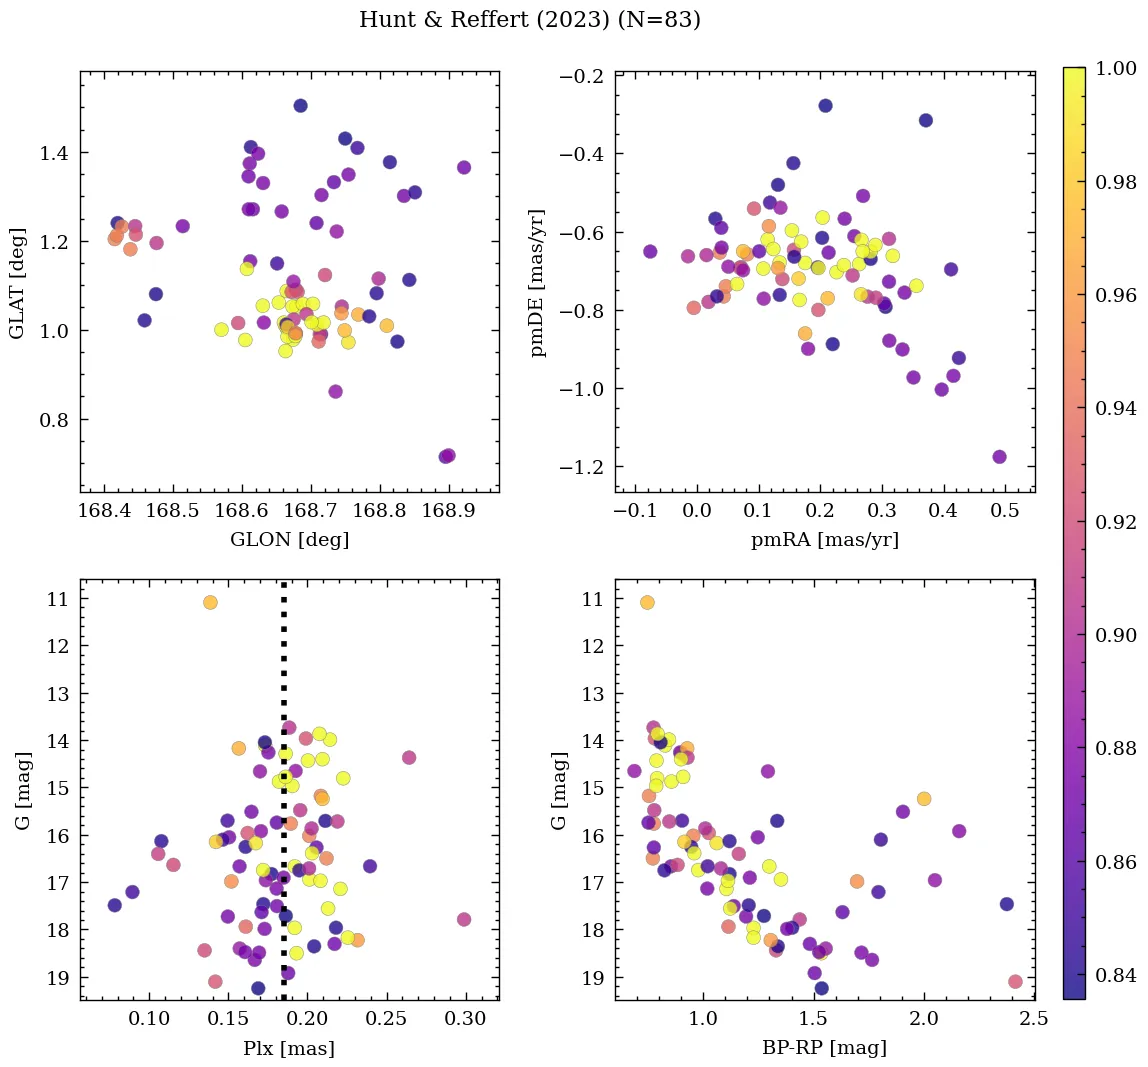 Hunt & Reffert (2023) (N=83)
1.4
1.2
1.0
0.8
GLAT [deg]
168.4 168.5 168.6 168.7 168.8 168.9
GLON [deg]
−0.2
−0.4
−0.6
−0.8
−1.0
−1.2
pmDE [mas/yr]
−0.1 0.0 0.1 0.2 0.3 0.4 0.5
pmRA [mas/yr]
11
12
13
14
15
16
17
18
19
G [mag]
0.10 0.15 0.20 0.25 0.30
Plx [mas]
11
12
13
14
15
16
17
18
19
G [mag]
1.0 1.5 2.0 2.5
BP-RP [mag]
1.00
0.98
0.96
0.94
0.92
0.90
0.88
0.86
0.84